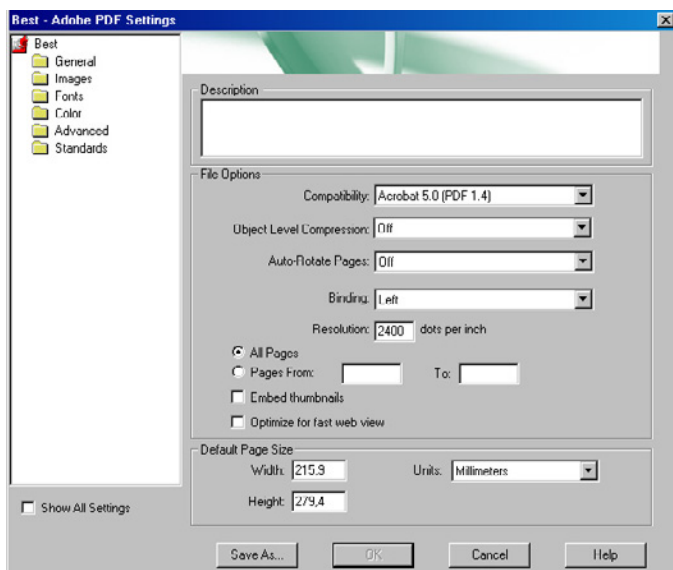 Best - Adobe PDF Settings
Best
General
Images
Fonts
Color
Advanced
Standards
Show All Settings
Description
File Options
Compatibility: Acrobat 5.0 (PDF 1.4)
Object Level Compression: Off
Auto-Rotate Pages: Off
Binding: Left
Resolution: 2400 dots per inch
All Pages
Pages From: To:
Embed thumbnails
Optimize for fast web view
Default Page Size
Width: 215.9 Units: Millimeters
Height: 279,4
Save As... OK Cancel Help